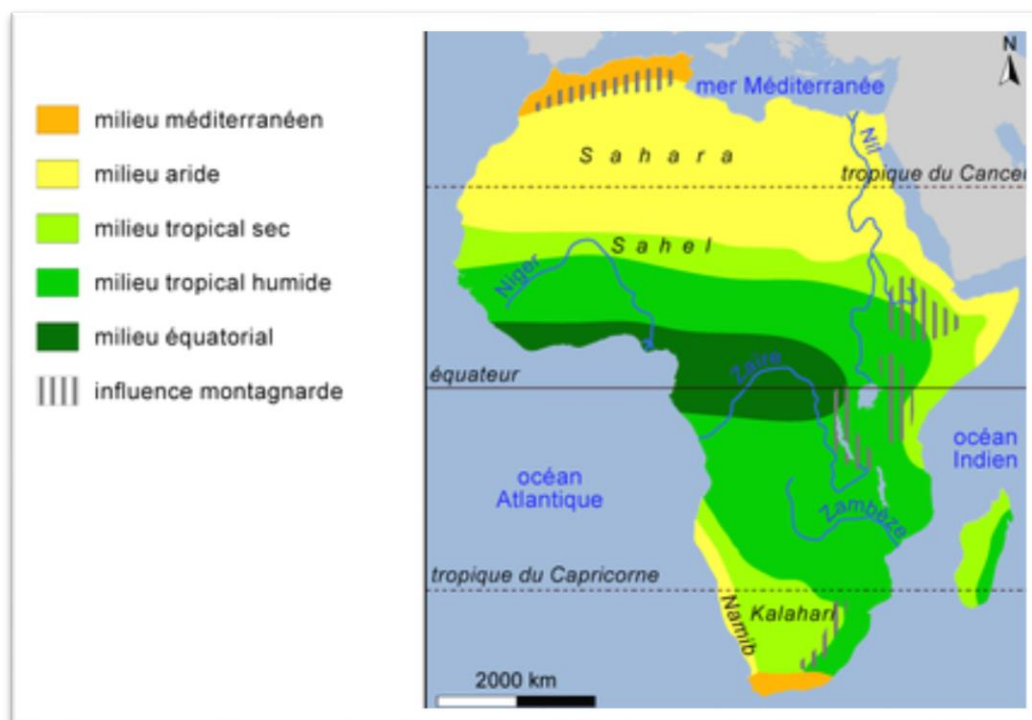 milieu méditerranéen
milieu aride
milieu tropical sec
milieu tropical humide
milieu équatorial
influence montagnarde
N
mer Méditerranée
Nil
Sahara
tropique du Cancer
Sahel
Niger
équateur
Zaïre
océan
Indien
océan
Atlantique
Zambèze
tropique du Capricorne
Kalahari
Namib
2000 km